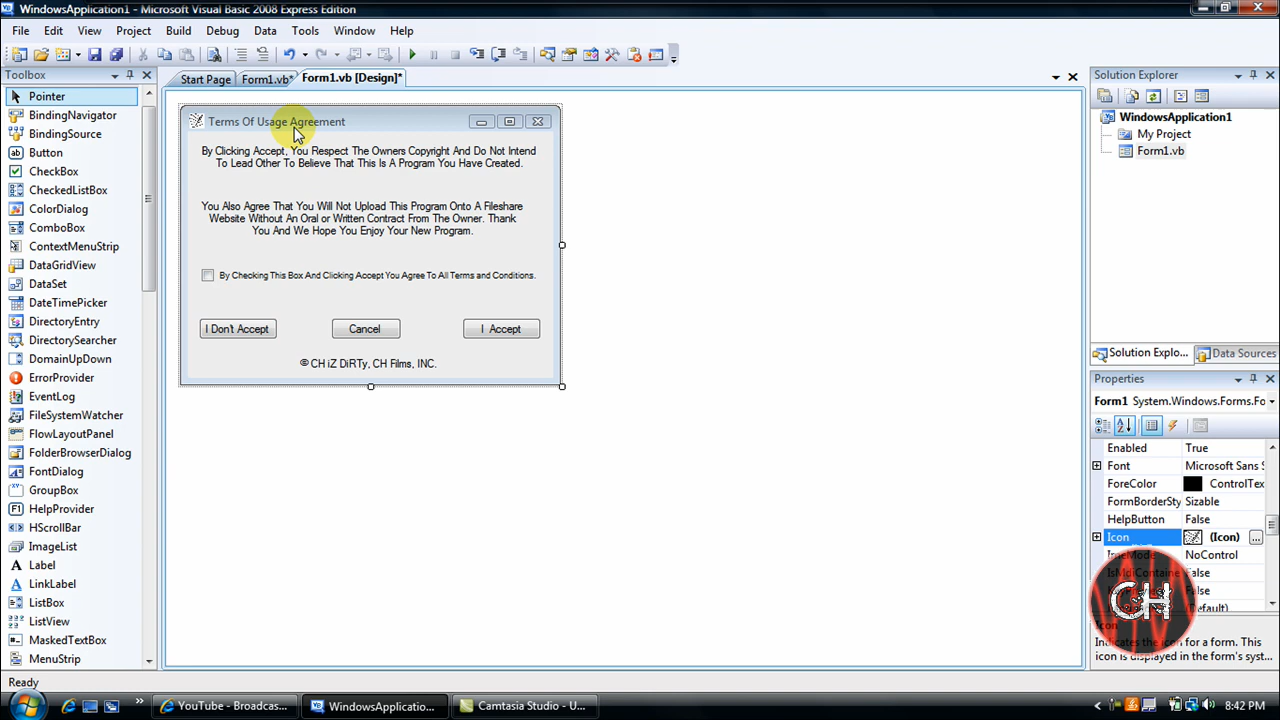 WindowsApplication1 - Microsoft Visual Basic 2008 Express Edition
File Edit View Project Build Debug Data Tools Window Help
Toolbox
Start Page Form1.vb* Form1.vb [Design]*
Solution Explorer
Pointer
BindingNavigator
BindingSource
Button
CheckBox
CheckedListBox
ColorDialog
ComboBox
ContextMenuStrip
DataGridView
DataSet
DateTimePicker
DirectoryEntry
DirectorySearcher
DomainUpDown
ErrorProvider
EventLog
FileSystemWatcher
FlowLayoutPanel
FolderBrowserDialog
FontDialog
GroupBox
HelpProvider
HScrollBar
ImageList
Label
LinkLabel
ListBox
ListView
MaskedTextBox
MenuStrip
Terms Of Usage Agreement
By Clicking Accept, You Respect The Owners Copyright And Do Not Intend
To Lead Other To Believe That This Is A Program You Have Created.
You Also Agree That You Will Not Upload This Program Onto A Fileshare
Website Without An Oral or Written Contract From The Owner. Thank
You And We Hope You Enjoy Your New Program.
By Checking This Box And Clicking Accept You Agree To All Terms and Conditions.
I Don't Accept Cancel I Accept
© CH iZ DiRTy, CH Films, INC.
WindowsApplication1
My Project
Form1.vb
Solution Explo... Data Sources
Properties
Form1 System.Windows.Forms.Fo
Enabled True
Font Microsoft Sans S
ForeColor ControlTex
FormBorderSty Sizable
HelpButton False
Icon (Icon) ...
ImeMode NoControl
IsMdiContaine False
False
(Default)
CH
Icon
Indicates the icon for a form. This
icon is displayed in the form's syst...
Ready
YouTube - Broadcas... WindowsApplicatio... Camtasia Studio - U... 8:42 PM